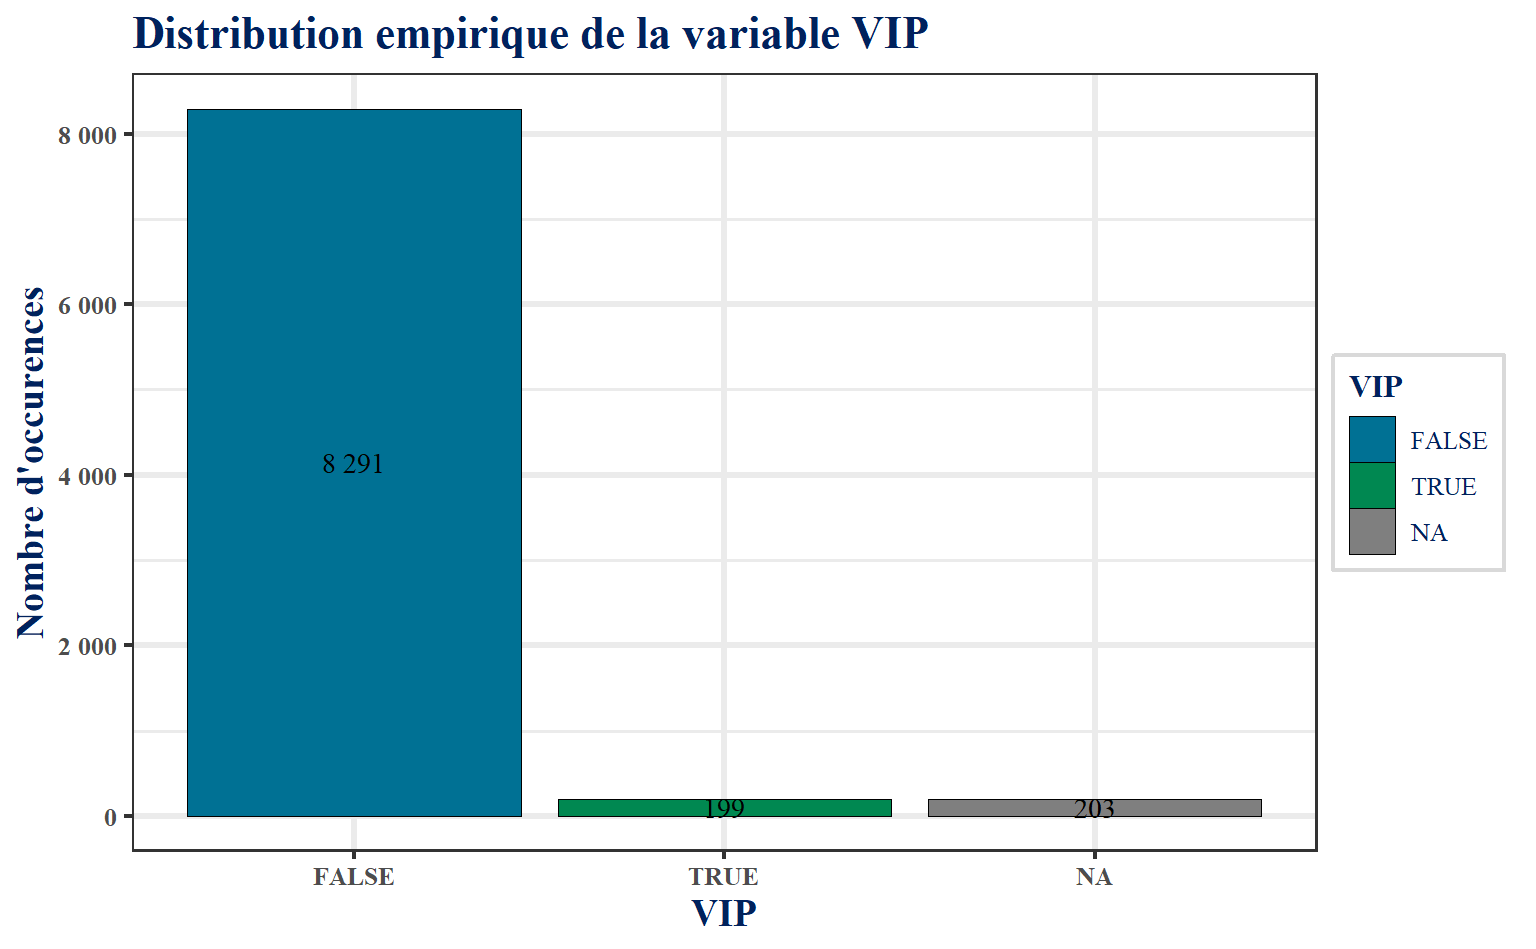 Distribution empirique de la variable VIP
Nombre d'occurences
8 000
6 000
4 000
2 000
0
8 291
199
203
FALSE
TRUE
NA
VIP
VIP
FALSE
TRUE
NA